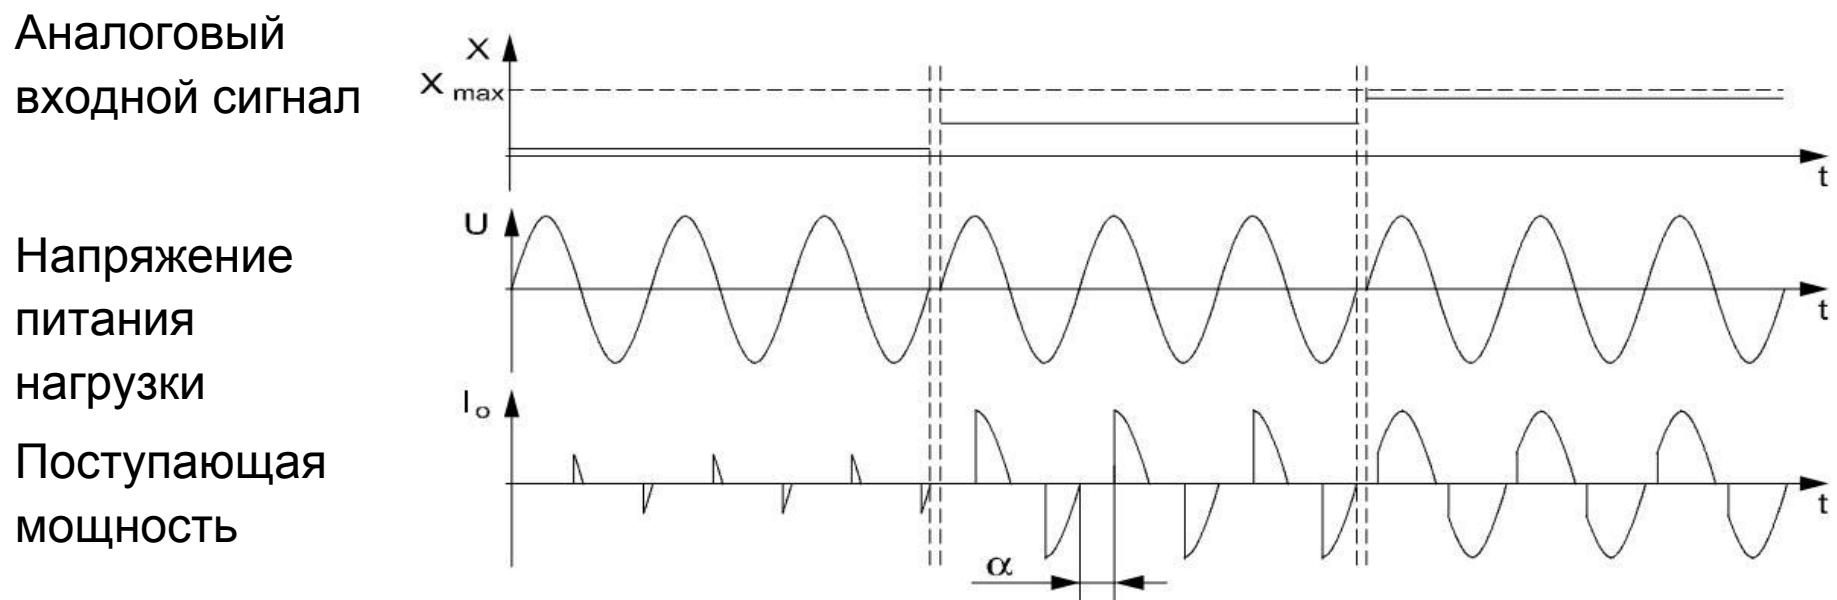 Аналоговый
входной сигнал
X
X max
t
Напряжение
питания
нагрузки
U
t
Поступающая
мощность
I o
t
α